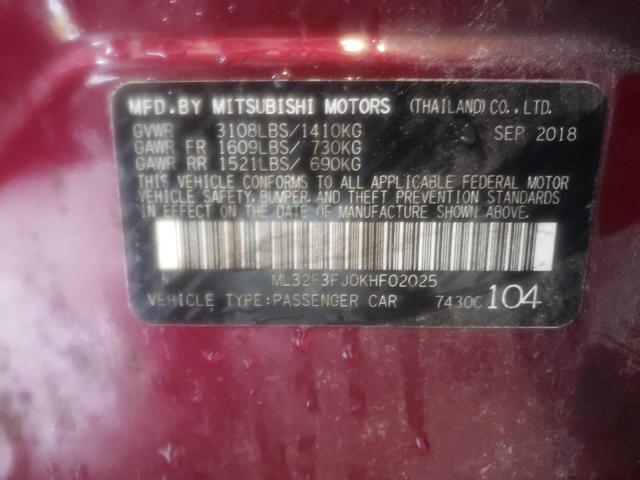 MFD.BY MITSUBISHI MOTORS (THAILAND)CO.,LTD.
GVWR 3108LBS/1410KG SEP 2018
GAWR FR 1609LBS/ 730KG
GAWR RR 1521LBS/ 690KG
THIS VEHICLE CONFORMS TO ALL APPLICABLE FEDERAL MOTOR
VEHICLE SAFETY, BUMPER, AND THEFT PREVENTION STANDARDS
IN EFFECT ON THE DATE OF MANUFACTURE SHOWN ABOVE.
ML32F3FJ0KHF02025
VEHICLE TYPE:PASSENGER CAR 7430C 104